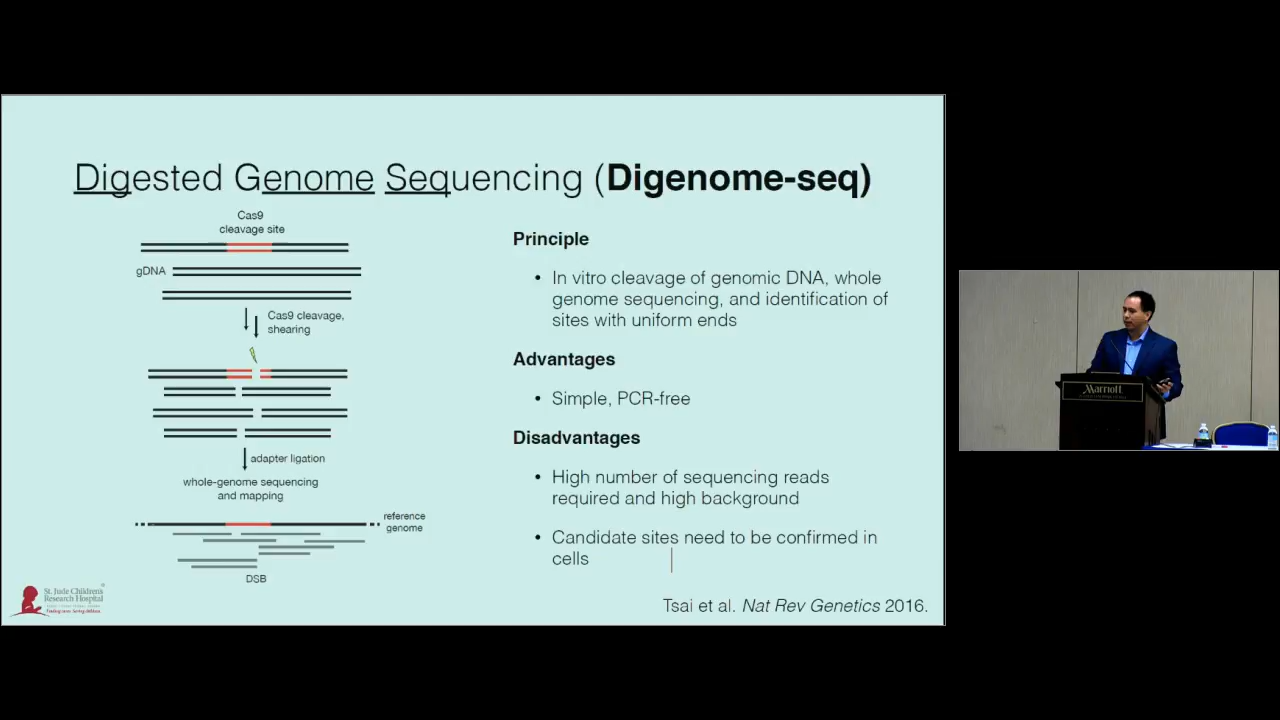 Digested Genome Sequencing (Digenome-seq)
Cas9
cleavage site
gDNA
Cas9 cleavage,
shearing
adapter ligation
whole-genome sequencing
and mapping
reference
genome
DSB
Principle
• In vitro cleavage of genomic DNA, whole
genome sequencing, and identification of
sites with uniform ends
Advantages
• Simple, PCR-free
Disadvantages
• High number of sequencing reads
required and high background
• Candidate sites need to be confirmed in
cells
Tsai et al. Nat Rev Genetics 2016.
St. Jude Children's
Research Hospital
Marriott